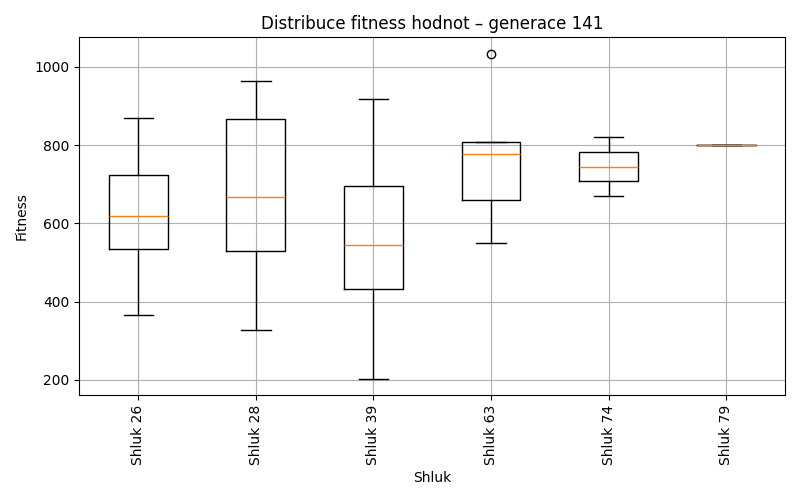 Distribuce fitness hodnot – generace 141
Fitness
1000
800
600
400
200
Shluk 26
Shluk 28
Shluk 39
Shluk 63
Shluk 74
Shluk 79
Shluk